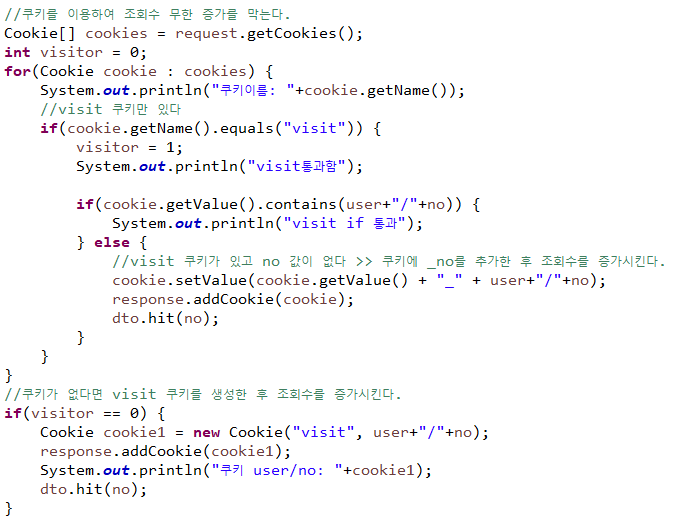 //쿠키를 이용하여 조회수 무한 증가를 막는다.
Cookie[] cookies = request.getCookies();
int visitor = 0;
for(Cookie cookie : cookies) {
    System.out.println("쿠키이름: "+cookie.getName());
    //visit 쿠키만 있다
    if(cookie.getName().equals("visit")) {
        visitor = 1;
        System.out.println("visit통과함");

        if(cookie.getValue().contains(user+"/"+no)) {
            System.out.println("visit if 통과");
        } else {
            //visit 쿠키가 있고 no 값이 없다 >> 쿠키에 _no를 추가한 후 조회수를 증가시킨다.
            cookie.setValue(cookie.getValue() + "_" + user+"/"+no);
            response.addCookie(cookie);
            dto.hit(no);
        }
    }
}
//쿠키가 없다면 visit 쿠키를 생성한 후 조회수를 증가시킨다.
if(visitor == 0) {
    Cookie cookie1 = new Cookie("visit", user+"/"+no);
    response.addCookie(cookie1);
    System.out.println("쿠키 user/no: "+cookie1);
    dto.hit(no);
}